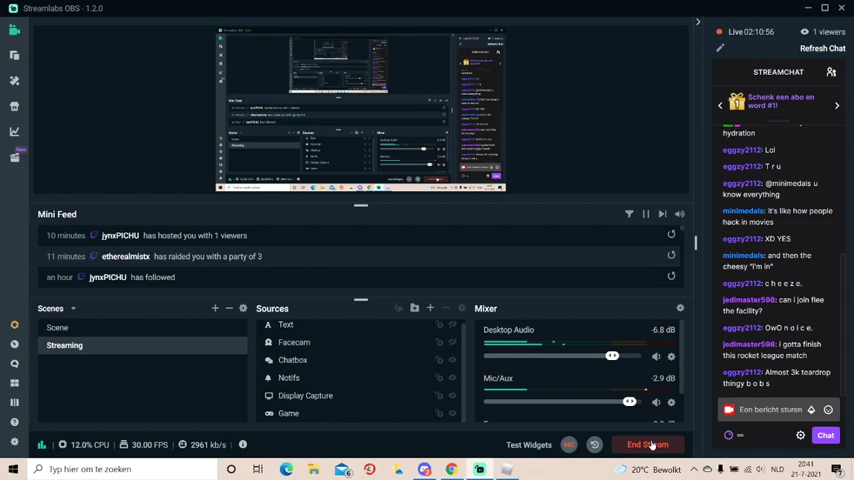 Streamlabs OBS - 1.2.0
Live 02:10:56
1 viewers
Refresh Chat
STREAMCHAT
Schenk een abo en
word #1!
hydration
eggzy2112: Lol
eggzy2112: T r u
eggzy2112: @minimedals u
know everything
minimedals: it's like how people
hack in movies
eggzy2112: XD YES
minimedals: and then the
cheesy "I'm in"
eggzy2112: c h e e z e.
jedimaster598: can i join flee
the facility?
eggzy2112: OwO n o i c e.
jedimaster598: i gotta finish
this rocket league match
eggzy2112: Almost 3k teardrop
thingy b o b s
Een bericht sturen
Chat
Mini Feed
10 minutes jynxPICHU has hosted you with 1 viewers
11 minutes etherealmistx has raided you with a party of 3
an hour jynxPICHU has followed
Scenes
Scene
Streaming
Sources
Text
Facecam
Chatbox
Notifs
Display Capture
Game
Mixer
Desktop Audio -6.8 dB
Mic/Aux -2.9 dB
12.0% CPU 30.00 FPS 2961 kb/s
Test Widgets
REC
End Stream
Typ hier om te zoeken
20°C Bewolkt
NLD
20:41
21-7-2021